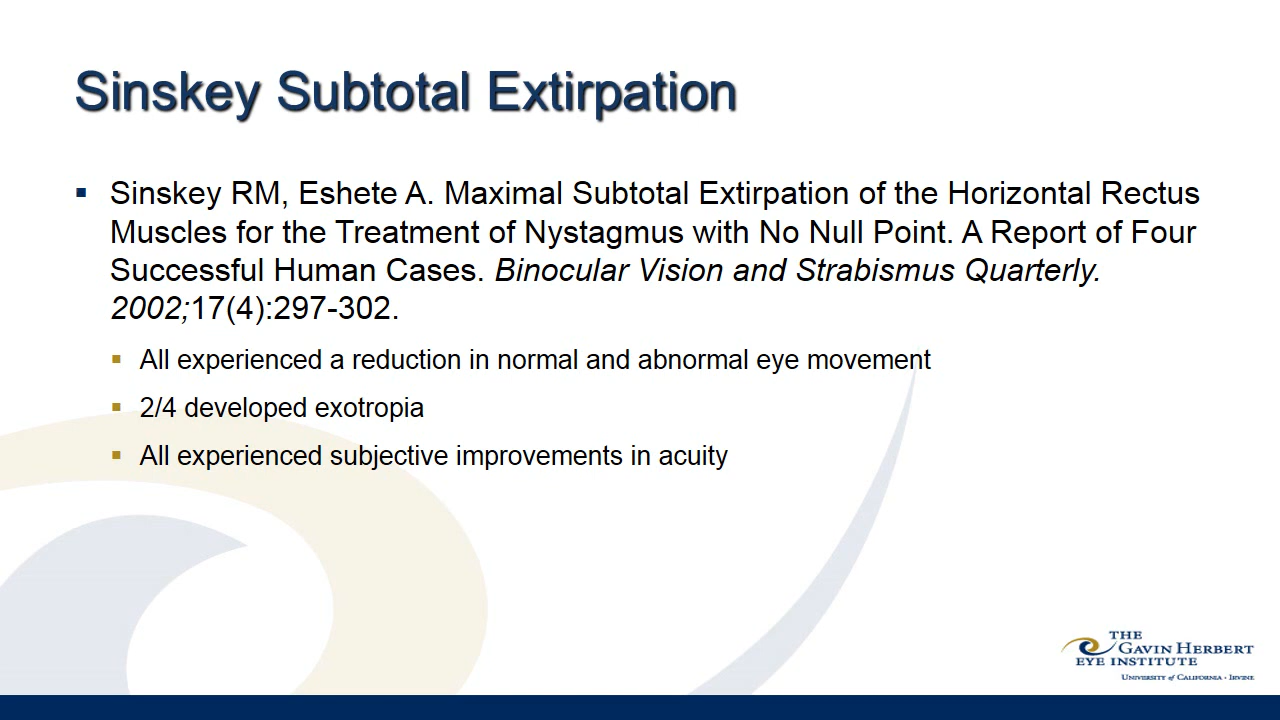 Sinskey Subtotal Extirpation
▪ Sinskey RM, Eshete A. Maximal Subtotal Extirpation of the Horizontal Rectus
Muscles for the Treatment of Nystagmus with No Null Point. A Report of Four
Successful Human Cases. Binocular Vision and Strabismus Quarterly.
2002;17(4):297-302.
▪ All experienced a reduction in normal and abnormal eye movement
▪ 2/4 developed exotropia
▪ All experienced subjective improvements in acuity
THE
GAVIN HERBERT
EYE INSTITUTE
UNIVERSITY of CALIFORNIA • IRVINE